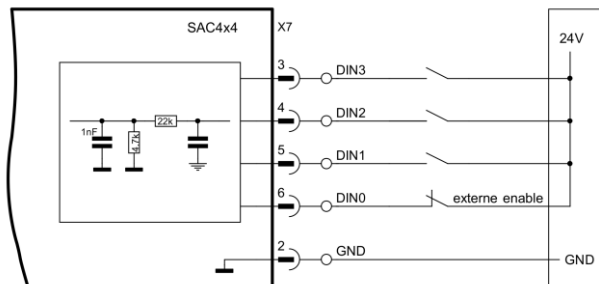 SAC4x4 X7
24V
3 DIN3
4 DIN2
22k
1nF
4.7k
5 DIN1
6 DIN0
externe enable
2 GND
GND